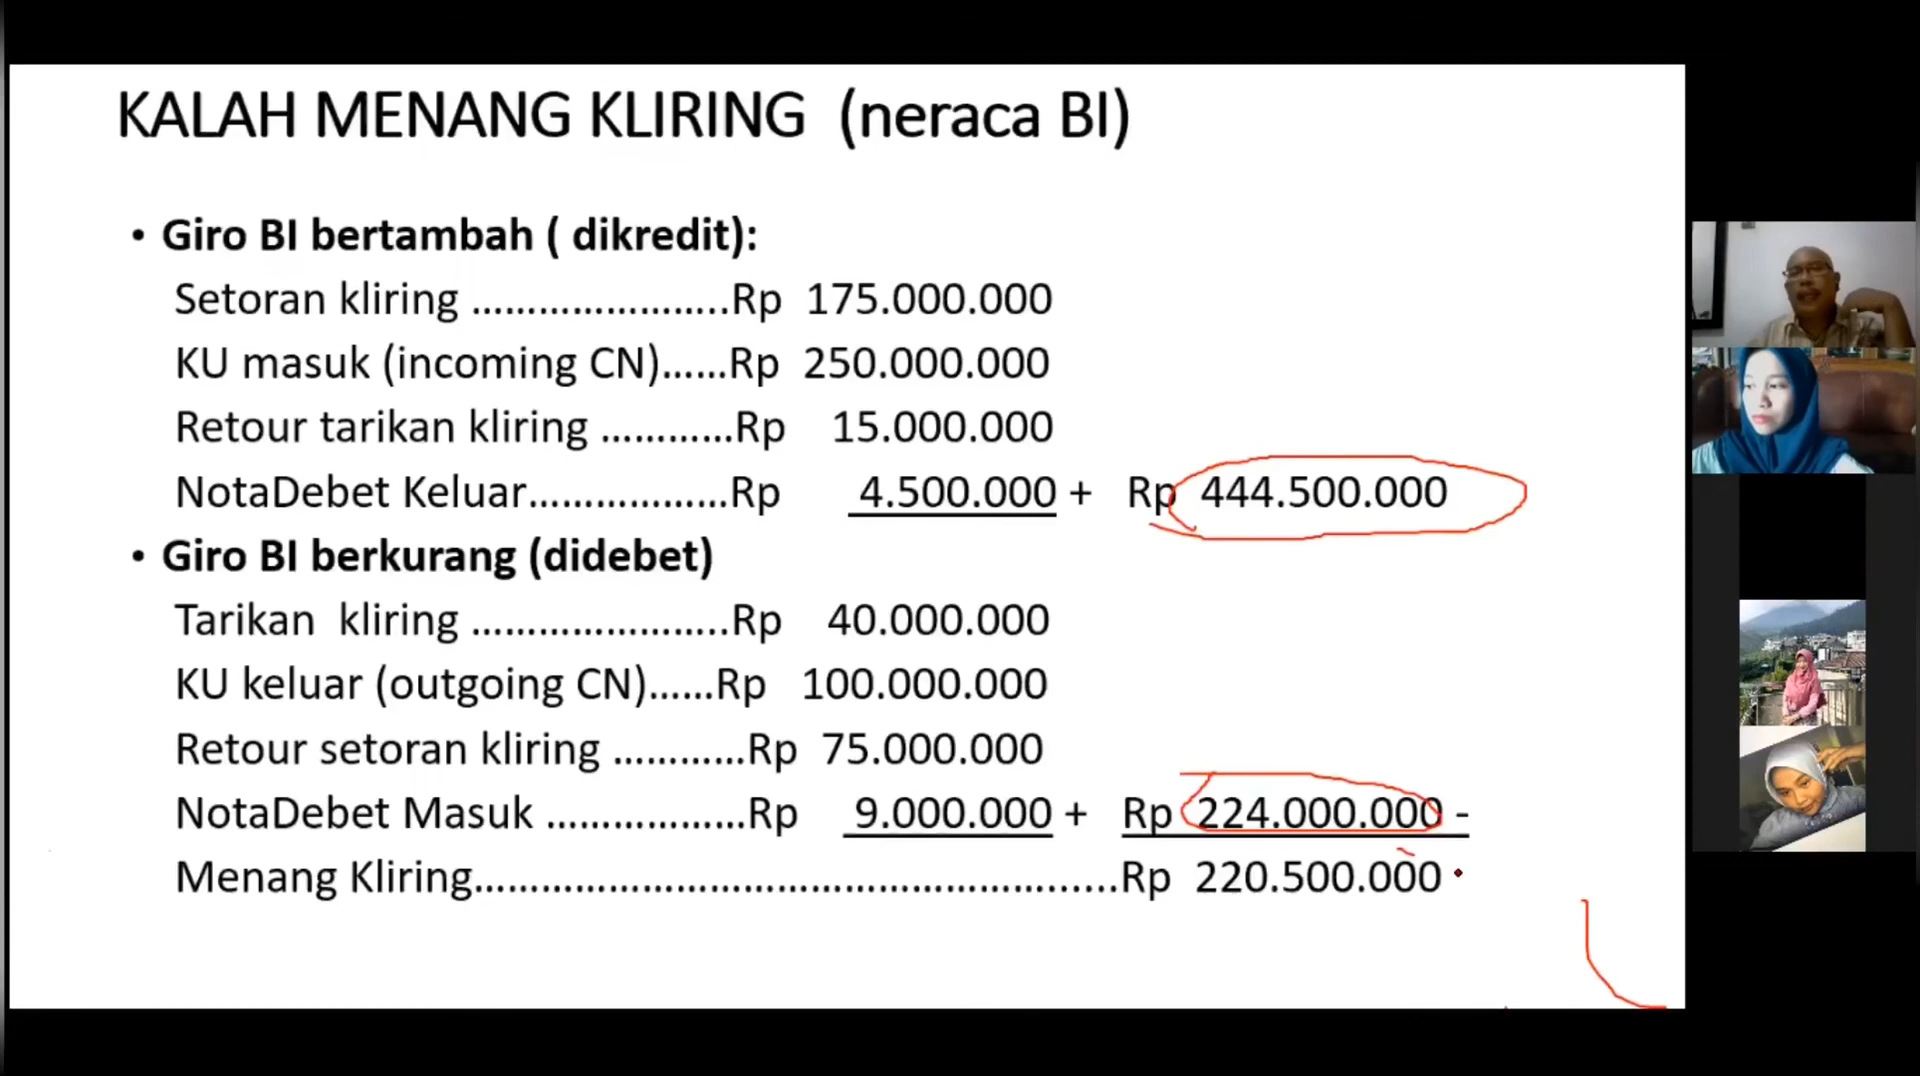 KALAH MENANG KLIRING (neraca BI)
• Giro BI bertambah ( dikredit):
Setoran kliring ……………………..Rp 175.000.000
KU masuk (incoming CN)……Rp 250.000.000
Retour tarikan kliring …………..Rp 15.000.000
NotaDebet Keluar………………..Rp 4.500.000 + Rp 444.500.000
• Giro BI berkurang (didebet)
Tarikan kliring ……………………..Rp 40.000.000
KU keluar (outgoing CN)……Rp 100.000.000
Retour setoran kliring …………..Rp 75.000.000
NotaDebet Masuk ………………..Rp 9.000.000 + Rp 224.000.000 -
Menang Kliring……………………………………………………..…..Rp 220.500.000